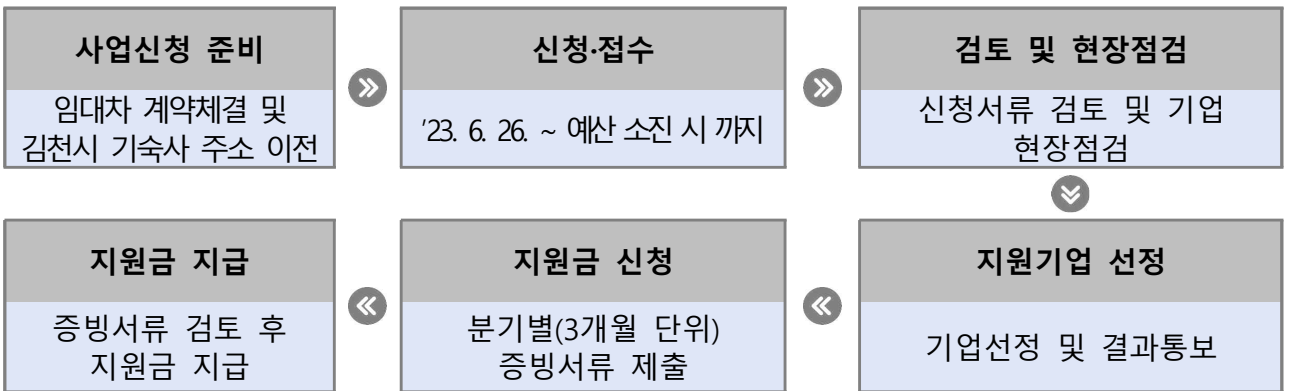 사업신청 준비
임대차 계약체결 및
김천시 기숙사 주소 이전
신청·접수
'23. 6. 26. ~ 예산 소진 시 까지
검토 및 현장점검
신청서류 검토 및 기업
현장점검
지원기업 선정
기업선정 및 결과통보
지원금 신청
분기별(3개월 단위)
증빙서류 제출
지원금 지급
증빙서류 검토 후
지원금 지급